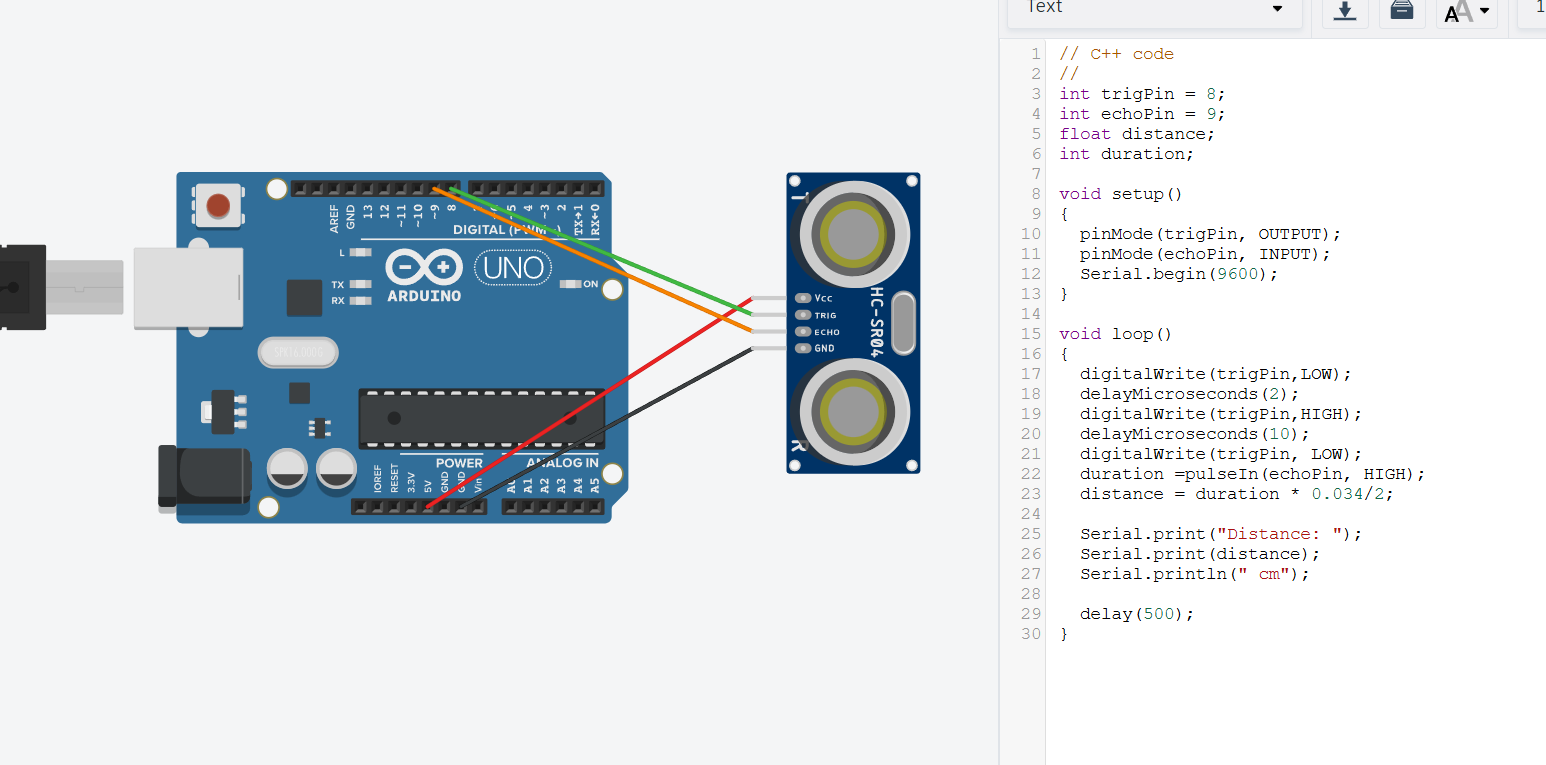 Text
1
AREF
GND
13
12
~11
~10
~9
8
~5
4
~3
2
TX→1
RX←0
DIGITAL (PWM~)
L
TX
RX
UNO
ARDUINO
ON
POWER
ANALOG IN
IOREF
RESET
3.3V
5V
GND
GND
Vin
A1
A2
A3
A4
A5
T
Vcc
TRIG
ECHO
GND
HC-SR04
R
1 // C++ code
2 //
3 int trigPin = 8;
4 int echoPin = 9;
5 float distance;
6 int duration;
7
8 void setup()
9 {
10 pinMode(trigPin, OUTPUT);
11 pinMode(echoPin, INPUT);
12 Serial.begin(9600);
13 }
14
15 void loop()
16 {
17 digitalWrite(trigPin,LOW);
18 delayMicroseconds(2);
19 digitalWrite(trigPin,HIGH);
20 delayMicroseconds(10);
21 digitalWrite(trigPin, LOW);
22 duration =pulseIn(echoPin, HIGH);
23 distance = duration * 0.034/2;
24
25 Serial.print("Distance: ");
26 Serial.print(distance);
27 Serial.println(" cm");
28
29 delay(500);
30 }